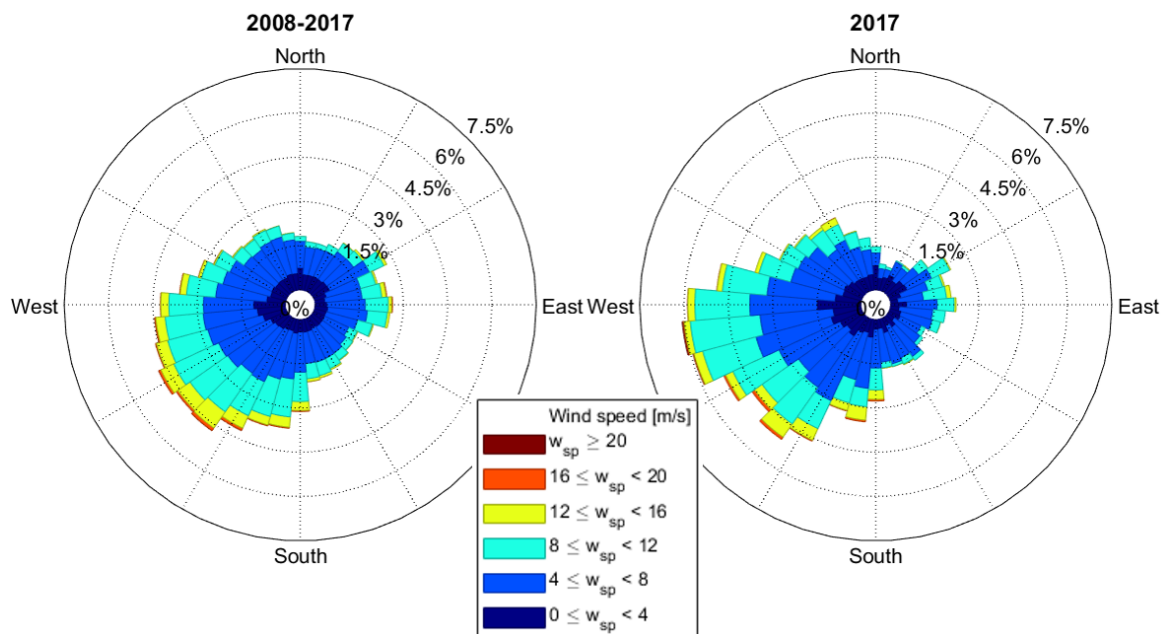 2008-2017
North
7.5%
6%
4.5%
3%
1.5%
0%
West
East
South
2017
North
7.5%
6%
4.5%
3%
1.5%
0%
West
East
South
Wind speed [m/s]
w_sp ≥ 20
16 ≤ w_sp < 20
12 ≤ w_sp < 16
8 ≤ w_sp < 12
4 ≤ w_sp < 8
0 ≤ w_sp < 4